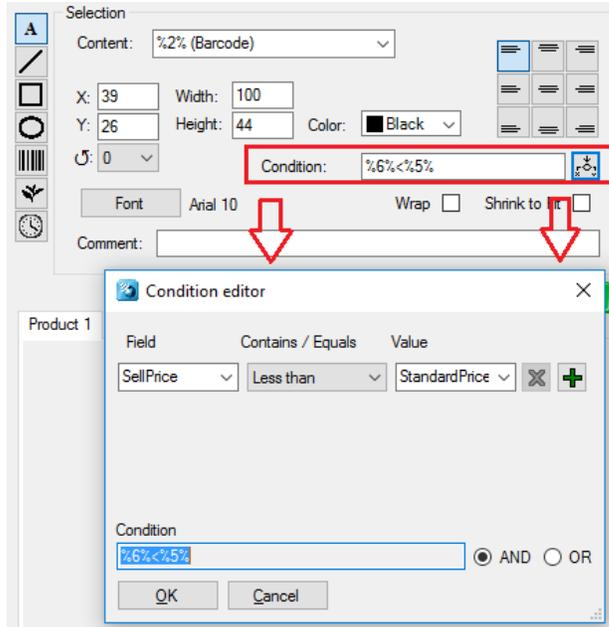 Selection
A
Content: %2% (Barcode)
X: 39 Width: 100
Y: 26 Height: 44 Color: Black
0 Condition: %6%<%5%
Font Arial 10 Wrap Shrink to fit
Comment:
Condition editor
Product 1
Field Contains / Equals Value
SellPrice Less than StandardPrice
Condition
%6%<%5% AND OR
OK Cancel